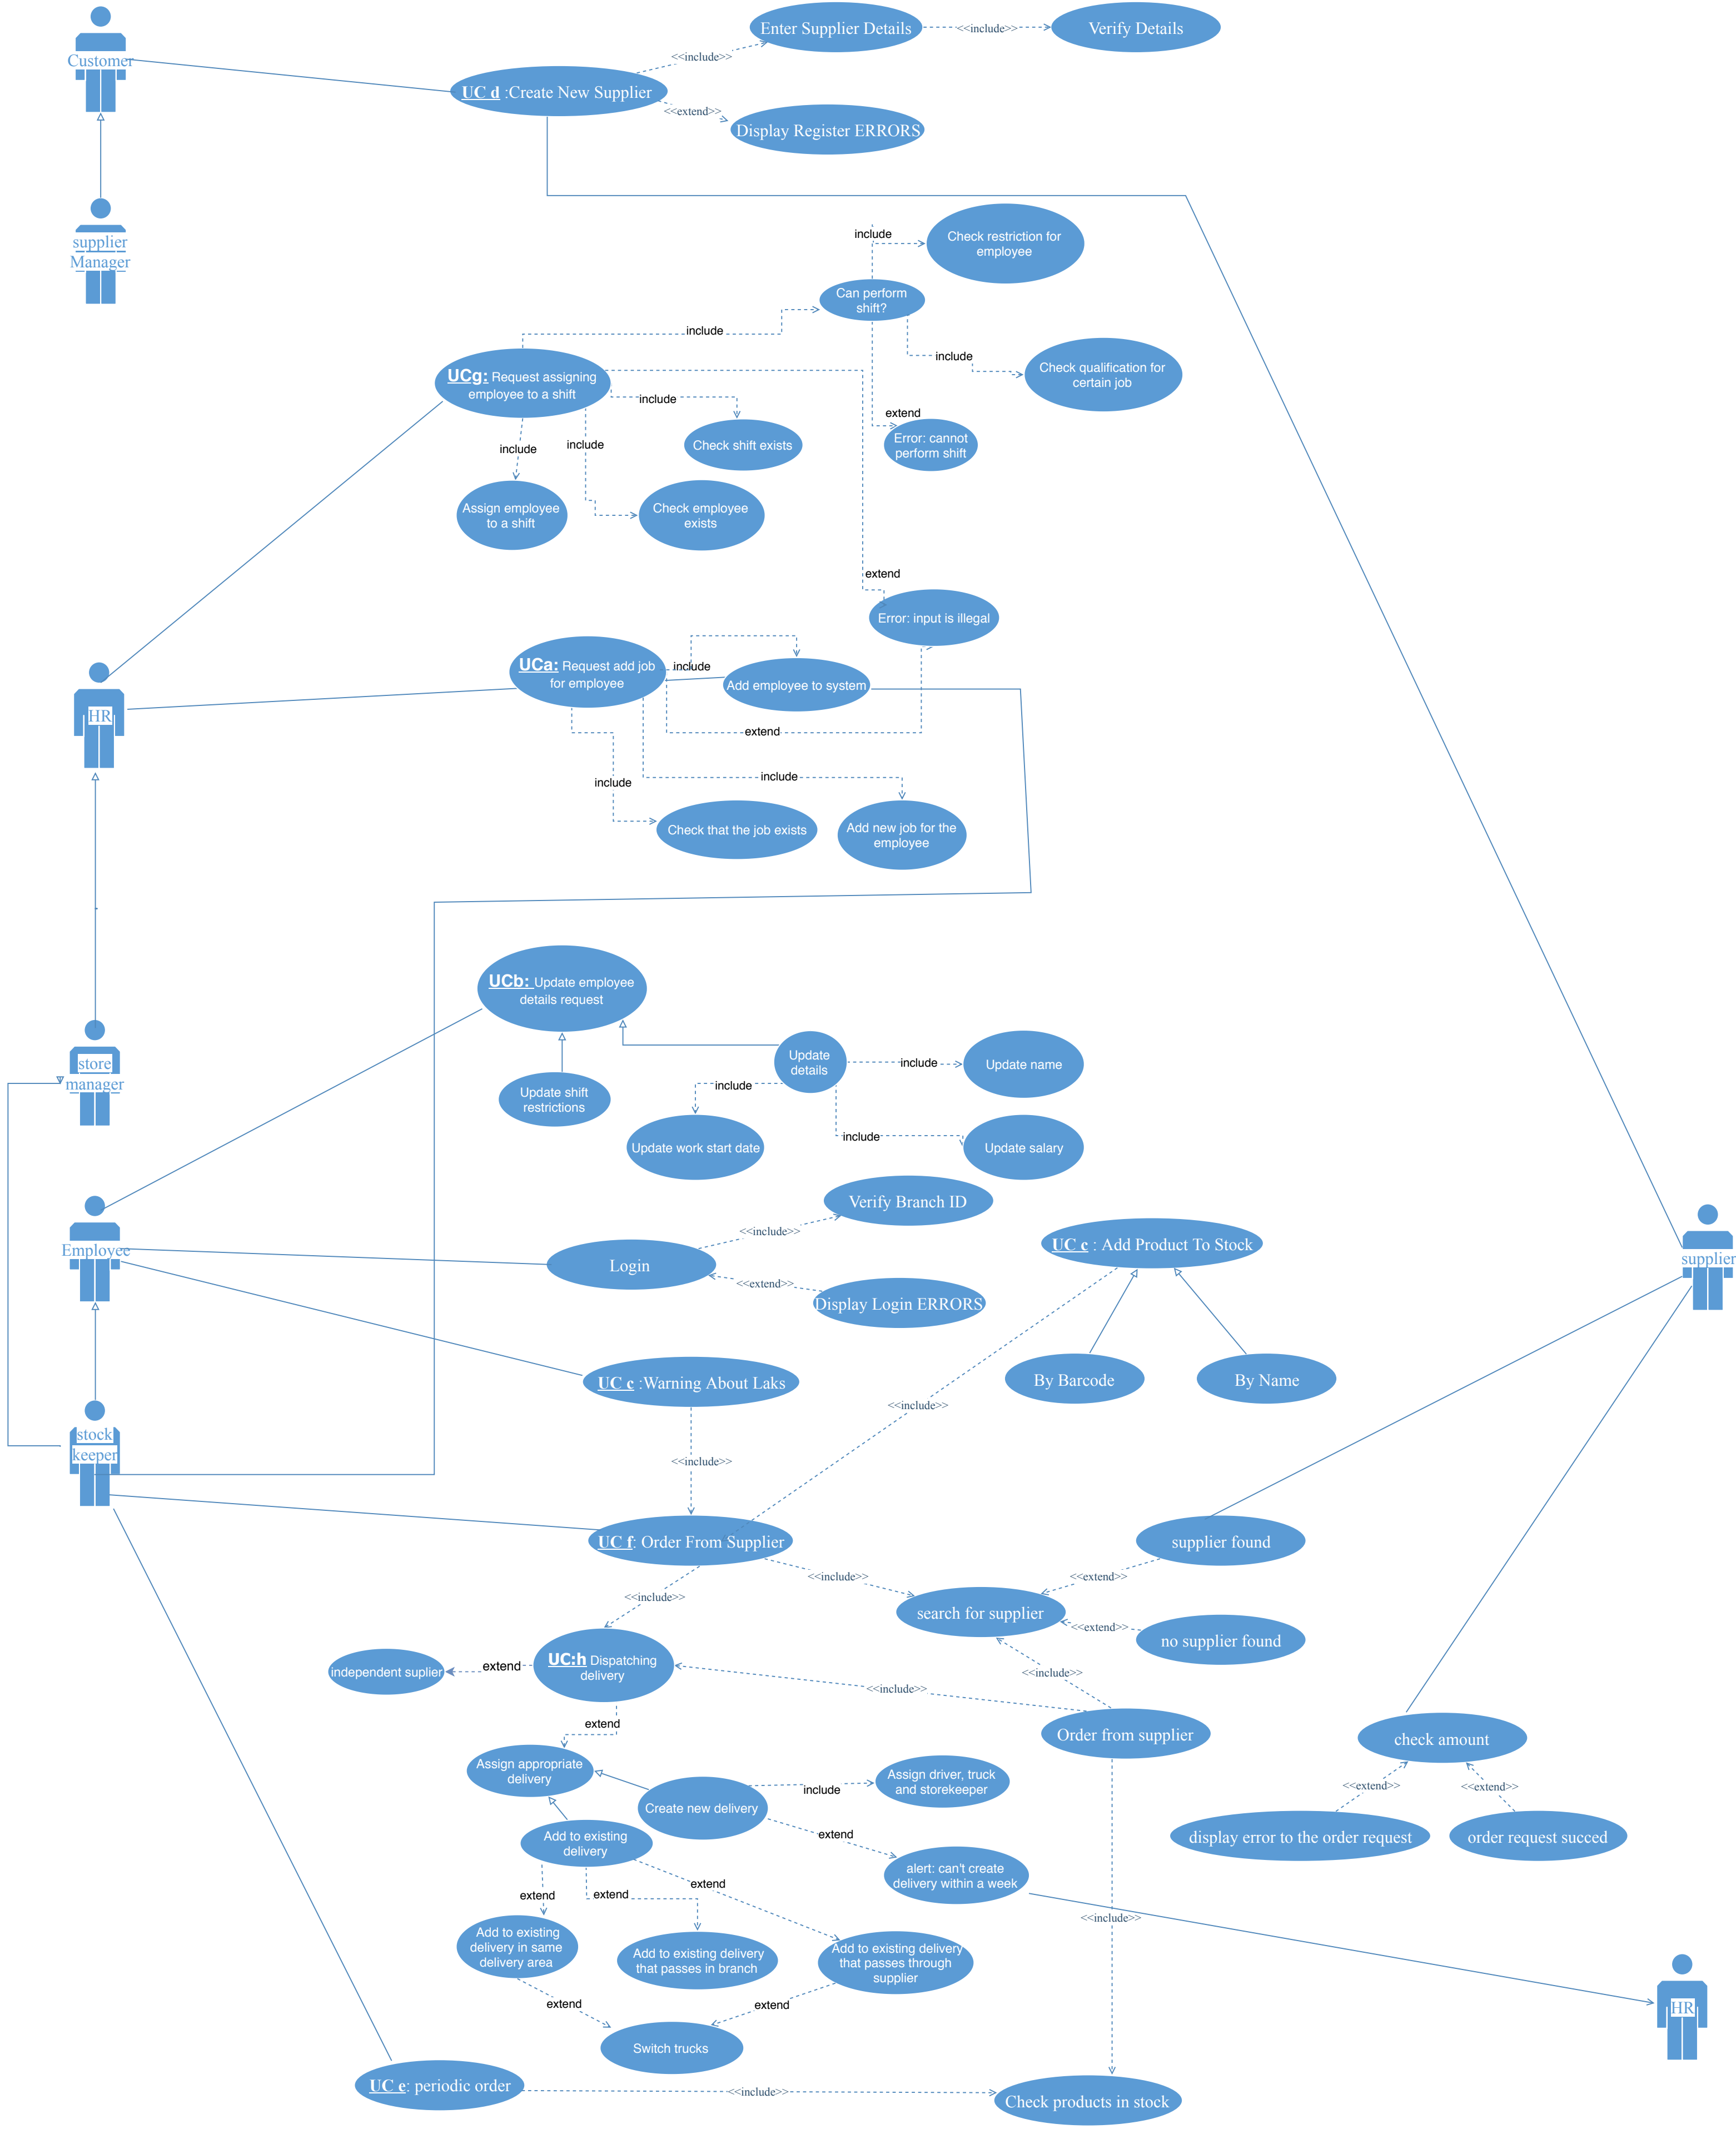 Customer
Enter Supplier Details
<<include>>
Verify Details
<<include>>
UC d :Create New Supplier
<<extend>>
Display Register ERRORS
supplier
Manager
include
Check restriction for
employee
Can perform
shift?
include
include
Check qualification for
certain job
UCg: Request assigning
employee to a shift
include
extend
Error: cannot
perform shift
Check shift exists
include
include
Assign employee
to a shift
Check employee
exists
extend
Error: input is illegal
UCa: Request add job
for employee
include
Add employee to system
HR
extend
include
include
Check that the job exists
Add new job for the
employee
UCb: Update employee
details request
store
manager
Update
details
include
Update name
include
Update shift
restrictions
include
Update work start date
Update salary
Verify Branch ID
<<include>>
UC c : Add Product To Stock
Employee
Login
supplier
<<extend>>
Display Login ERRORS
UC c :Warning About Laks
By Barcode
By Name
<<include>>
stock
keeper
<<include>>
UC f: Order From Supplier
supplier found
<<include>>
<<extend>>
<<include>>
search for supplier
<<extend>>
no supplier found
UC:h Dispatching
delivery
extend
independent suplier
<<include>>
<<include>>
extend
Order from supplier
check amount
Assign appropriate
delivery
Assign driver, truck
and storekeeper
include
<<extend>>
<<extend>>
Create new delivery
extend
Add to existing
delivery
display error to the order request
order request succed
alert: can't create
delivery within a week
extend
extend
extend
<<include>>
Add to existing
delivery in same
delivery area
Add to existing delivery
that passes in branch
Add to existing delivery
that passes through
supplier
extend
extend
HR
Switch trucks
UC e: periodic order
<<include>>
Check products in stock